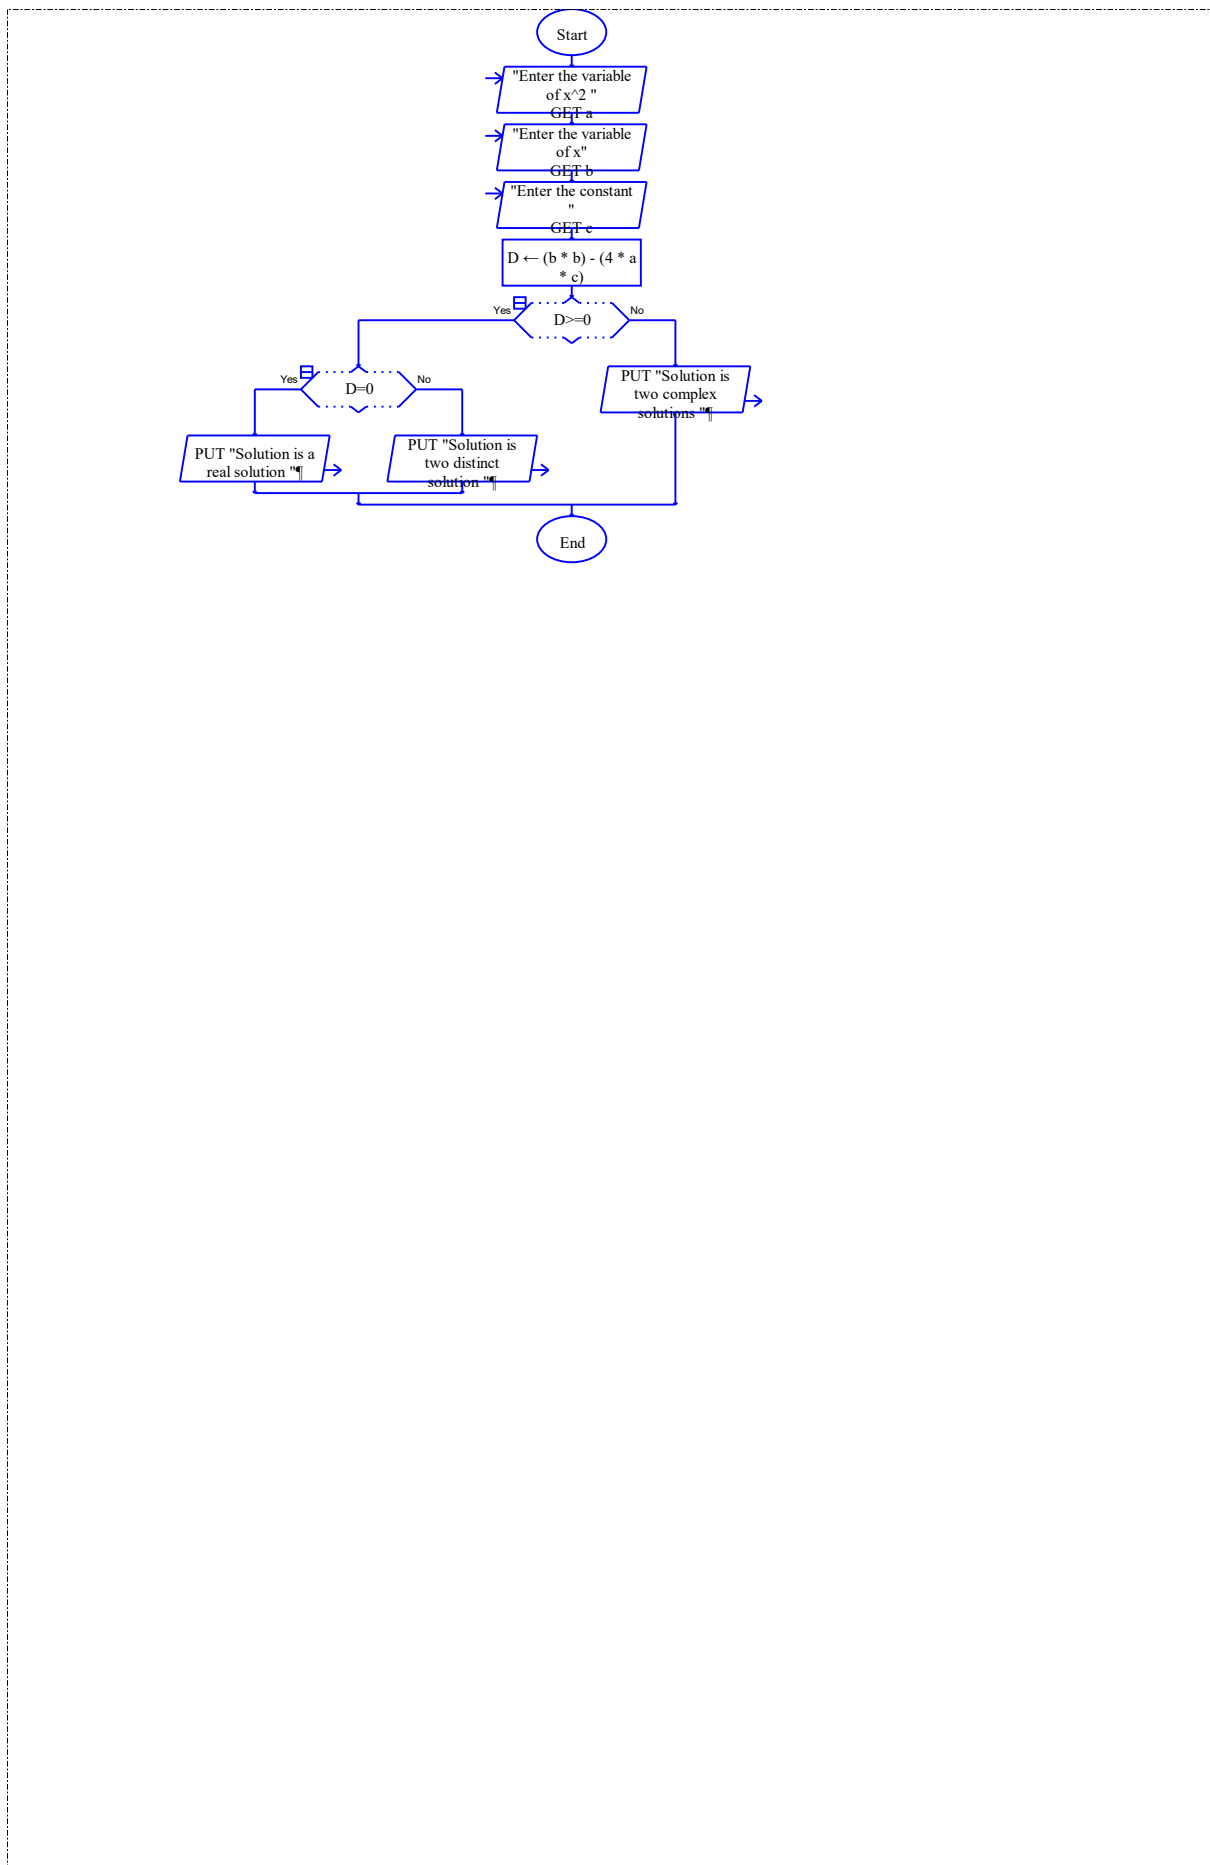 Start
"Enter the variable
of x^2 "
GET a
"Enter the variable
of x"
GET b
"Enter the constant
"
GET c
D ← (b * b) - (4 * a
* c)
Yes
D>=0
No
Yes
D=0
No
PUT "Solution is
two complex
solutions "¶
PUT "Solution is a
real solution "¶
PUT "Solution is
two distinct
solution "¶
End